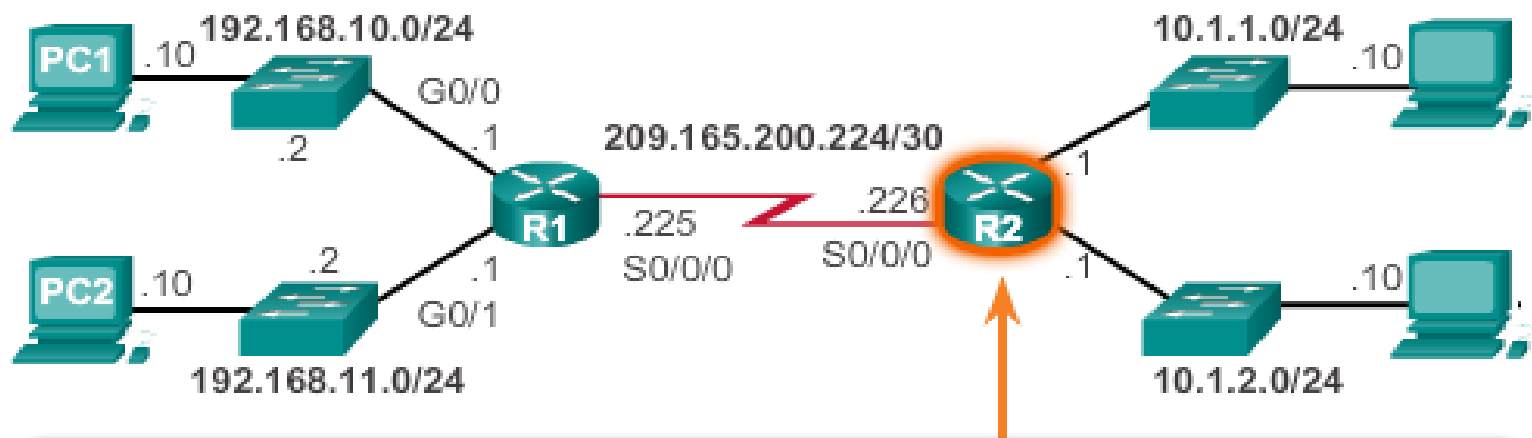 192.168.10.0/24
10.1.1.0/24
PC1
.10
.10
G0/0
.1
.2
209.165.200.224/30
.1
R1
.225
S0/0/0
.226
S0/0/0
R2
.2
.1
.1
PC2
.10
.10
G0/1
192.168.11.0/24
10.1.2.0/24